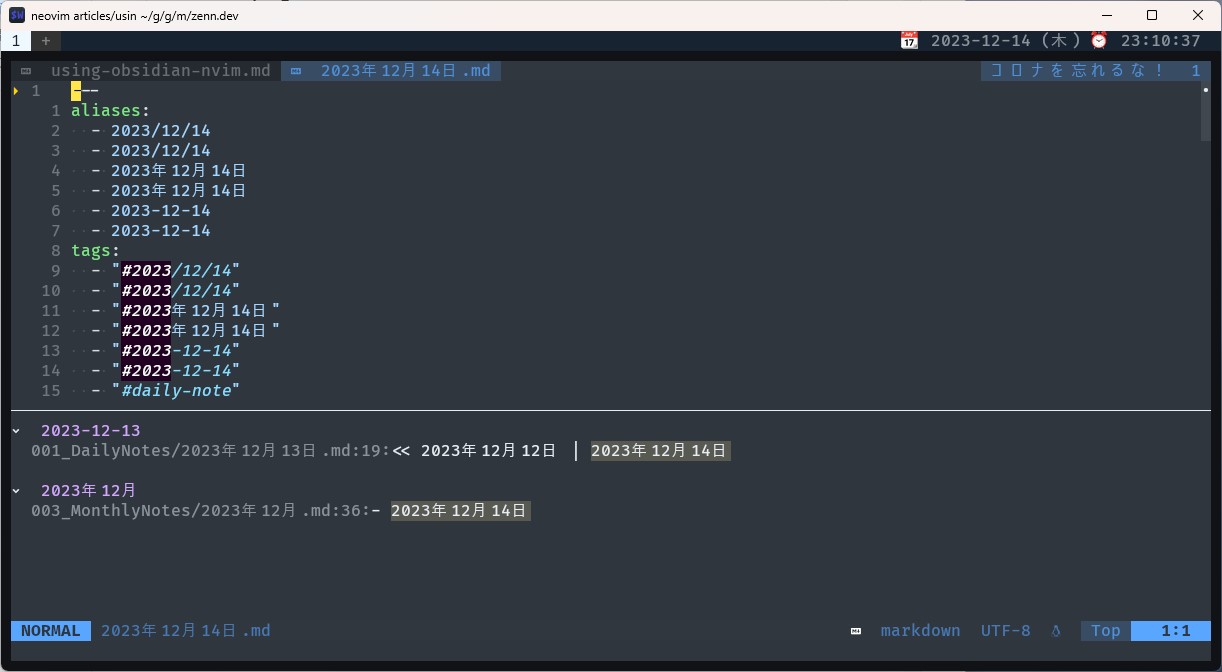 neovim articles/usin ~/g/g/m/zenn.dev
1 + 2023-12-14 (木) 23:10:37
using-obsidian-nvim.md 2023年12月14日.md コロナを忘れるな! 1
1 ---
1 aliases:
2 - 2023/12/14
3 - 2023/12/14
4 - 2023年12月14日
5 - 2023年12月14日
6 - 2023-12-14
7 - 2023-12-14
8 tags:
9 - "#2023/12/14"
10 - "#2023/12/14"
11 - "#2023年12月14日"
12 - "#2023年12月14日"
13 - "#2023-12-14"
14 - "#2023-12-14"
15 - "#daily-note"
2023-12-13
001_DailyNotes/2023年12月13日.md:19:<< 2023年12月12日 | 2023年12月14日
2023年12月
003_MonthlyNotes/2023年12月.md:36:- 2023年12月14日
NORMAL 2023年12月14日.md markdown UTF-8 Top 1:1